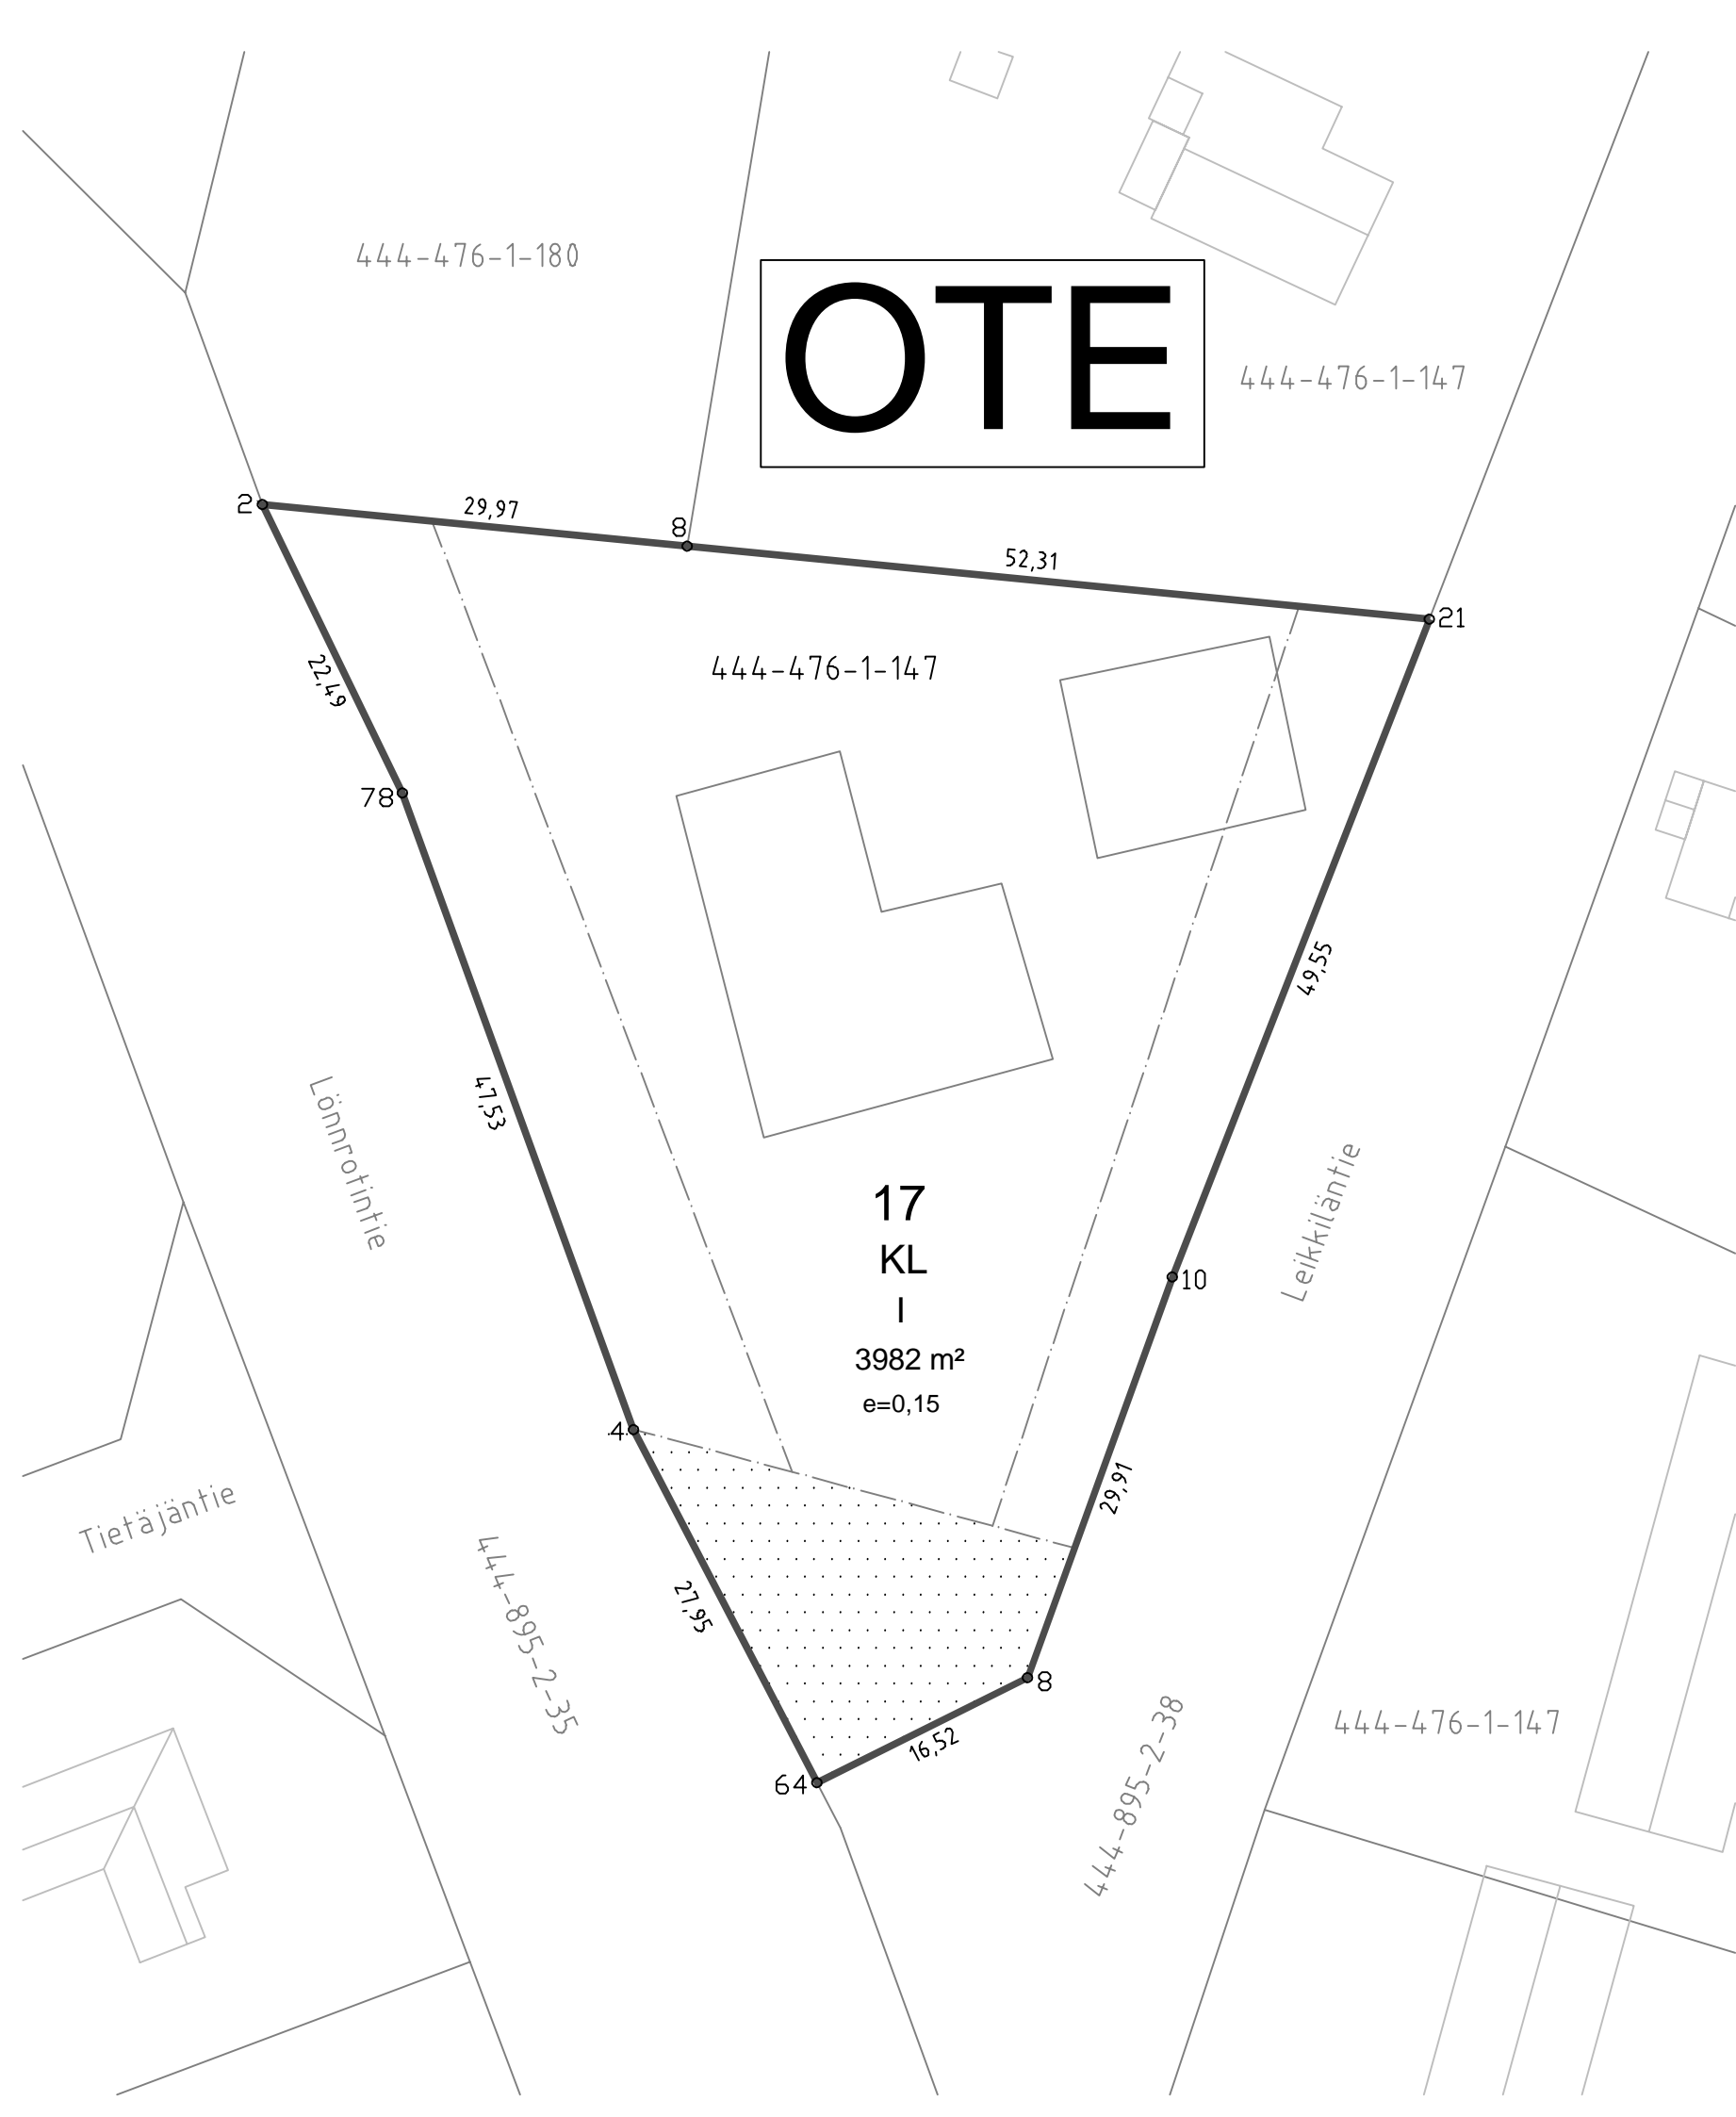 444-476-1-180
OTE
444-476-1-147
2
29,97
8
52,31
21
22,49
444-476-1-147
78
49,55
47,53
Lönnrotintie
17
KL
I
3982 m²
e=0,15
10
Leikkiläntie
4
29,91
Tietäjäntie
444-895-2-35
27,95
8
16,52
64
444-895-2-38
444-476-1-147